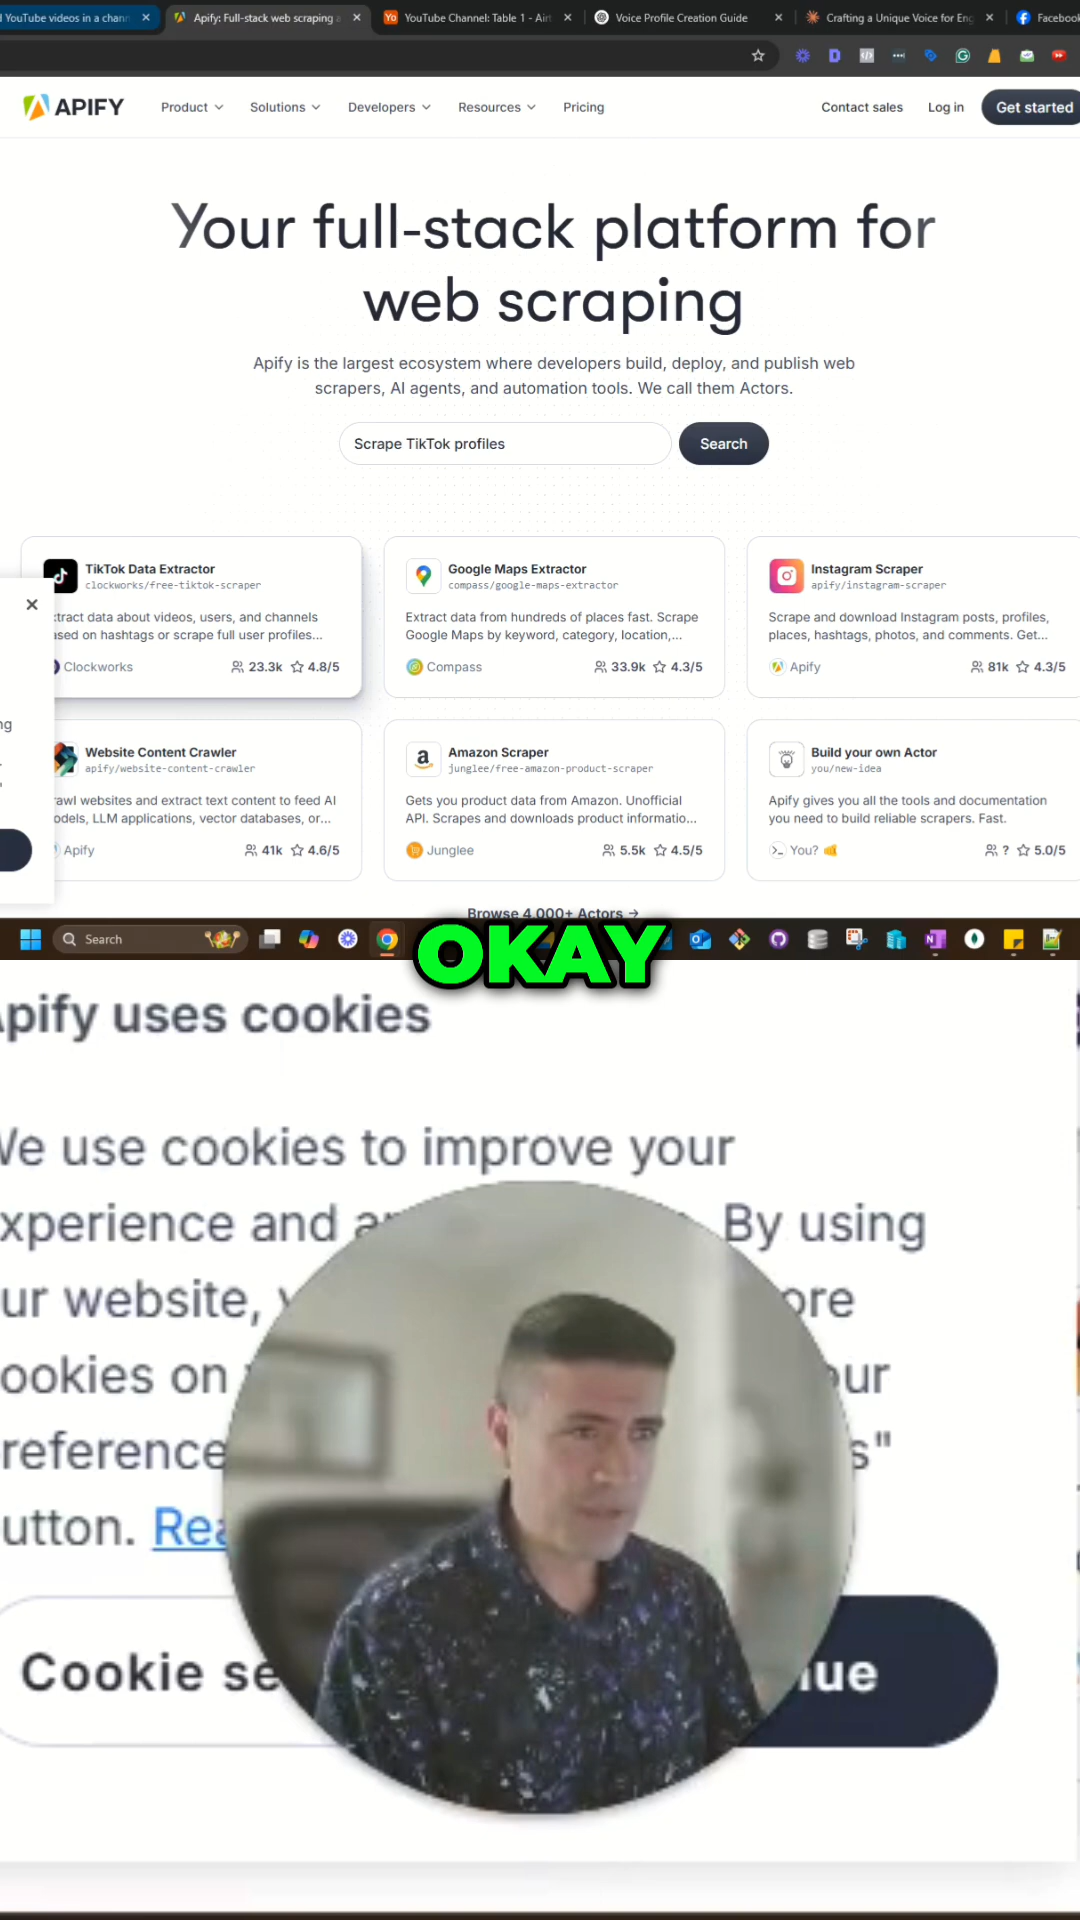 YouTube videos in a chann
Apify: Full-stack web scraping a
YouTube Channel: Table 1 - Airt
Voice Profile Creation Guide
Crafting a Unique Voice for Eng
Facebook
APIFY
Product
Solutions
Developers
Resources
Pricing
Contact sales
Log in
Get started
Your full-stack platform for
web scraping
Apify is the largest ecosystem where developers build, deploy, and publish web
scrapers, AI agents, and automation tools. We call them Actors.
Scrape TikTok profiles
Search
TikTok Data Extractor
clockworks/free-tiktok-scraper
tract data about videos, users, and channels
sed on hashtags or scrape full user profiles...
Clockworks
23.3k
4.8/5
Google Maps Extractor
compass/google-maps-extractor
Extract data from hundreds of places fast. Scrape
Google Maps by keyword, category, location,...
Compass
33.9k
4.3/5
Instagram Scraper
apify/instagram-scraper
Scrape and download Instagram posts, profiles,
places, hashtags, photos, and comments. Get...
Apify
81k
4.3/5
ng
Website Content Crawler
apify/website-content-crawler
awl websites and extract text content to feed AI
odels, LLM applications, vector databases, or...
Apify
41k
4.6/5
Amazon Scraper
junglee/free-amazon-product-scraper
Gets you product data from Amazon. Unofficial
API. Scrapes and downloads product informatio...
Junglee
5.5k
4.5/5
Build your own Actor
you/new-idea
Apify gives you all the tools and documentation
you need to build reliable scrapers. Fast.
You?
?
5.0/5
Browse 4,000+ Actors →
Search
OKAY
Apify uses cookies
We use cookies to improve your
xperience and a By using
ur website, y ore
ookies on our
reference s"
utton. Rea
Cookie se nue